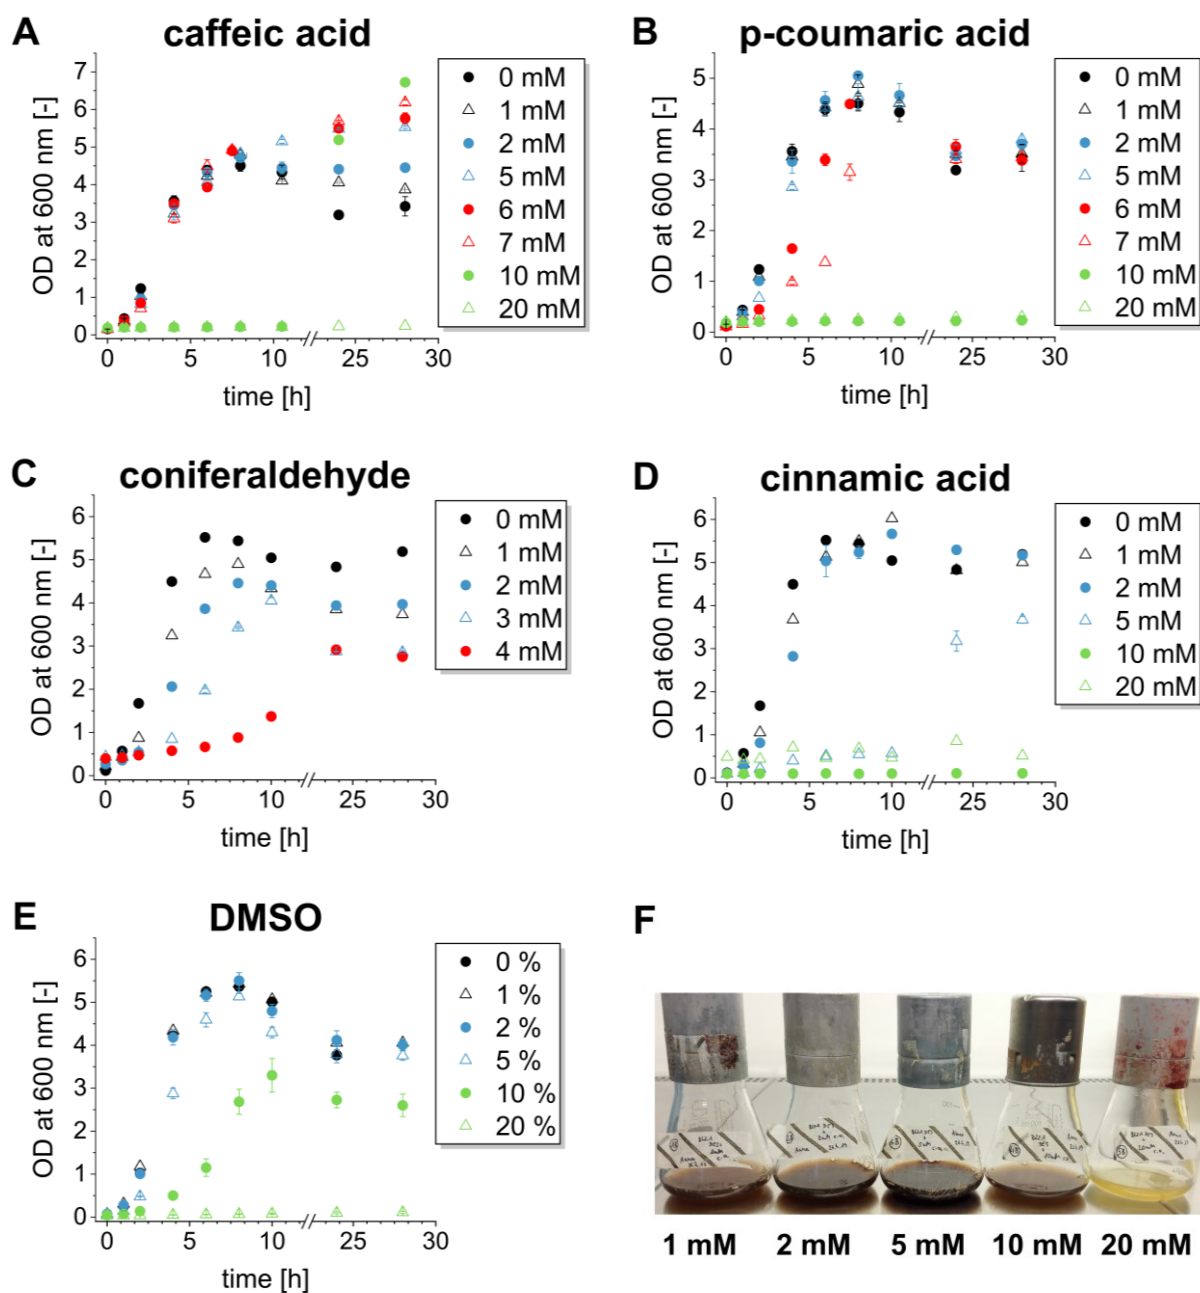 A caffeic acid
OD at 600 nm [-]
7
6
5
4
3
2
1
0
0 5 10 25 30
time [h]
0 mM
1 mM
2 mM
5 mM
6 mM
7 mM
10 mM
20 mM
B p-coumaric acid
OD at 600 nm [-]
5
4
3
2
1
0
0 5 10 25 30
time [h]
0 mM
1 mM
2 mM
5 mM
6 mM
7 mM
10 mM
20 mM
C coniferaldehyde
OD at 600 nm [-]
6
5
4
3
2
1
0
0 5 10 25 30
time [h]
0 mM
1 mM
2 mM
3 mM
4 mM
D cinnamic acid
OD at 600 nm [-]
6
5
4
3
2
1
0
0 5 10 25 30
time [h]
0 mM
1 mM
2 mM
5 mM
10 mM
20 mM
E DMSO
OD at 600 nm [-]
6
5
4
3
2
1
0
0 5 10 25 30
time [h]
0 %
1 %
2 %
5 %
10 %
20 %
F
1 mM 2 mM 5 mM 10 mM 20 mM